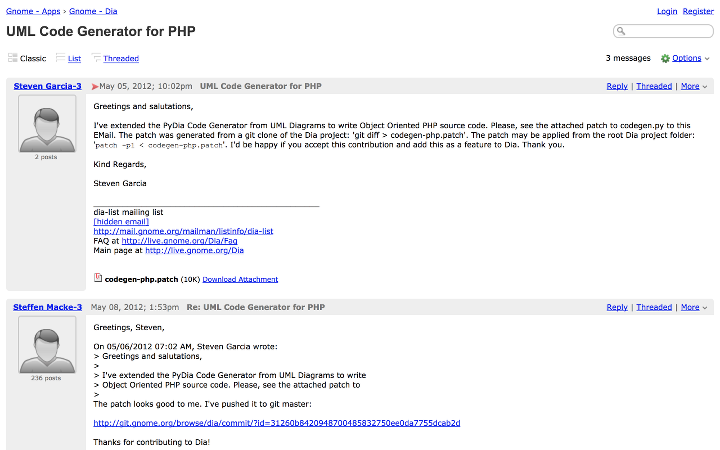 Gnome - Apps › Gnome - Dia
Login Register
UML Code Generator for PHP
Classic List Threaded
3 messages Options
Steven Garcia-3
May 05, 2012; 10:02pm UML Code Generator for PHP
Reply | Threaded | More
2 posts
Greetings and salutations,
I've extended the PyDia Code Generator from UML Diagrams to write Object Oriented PHP source code. Please, see the attached patch to codegen.py to this
EMail. The patch was generated from a git clone of the Dia project: 'git diff > codegen-php.patch'. The patch may be applied from the root Dia project folder:
'patch -p1 < codegen-php.patch'. I'd be happy if you accept this contribution and add this as a feature to Dia. Thank you.
Kind Regards,
Steven Garcia
_______________________________________________
dia-list mailing list
[hidden email]
http://mail.gnome.org/mailman/listinfo/dia-list
FAQ at http://live.gnome.org/Dia/Faq
Main page at http://live.gnome.org/Dia
codegen-php.patch (10K) Download Attachment
Steffen Macke-3
May 08, 2012; 1:53pm Re: UML Code Generator for PHP
Reply | Threaded | More
236 posts
Greetings, Steven,
On 05/06/2012 07:02 AM, Steven Garcia wrote:
> Greetings and salutations,
>
> I've extended the PyDia Code Generator from UML Diagrams to write
> Object Oriented PHP source code. Please, see the attached patch to
>
The patch looks good to me. I've pushed it to git master:
http://git.gnome.org/browse/dia/commit/?id=31260b8420948700485832750ee0da7755dcab2d
Thanks for contributing to Dia!